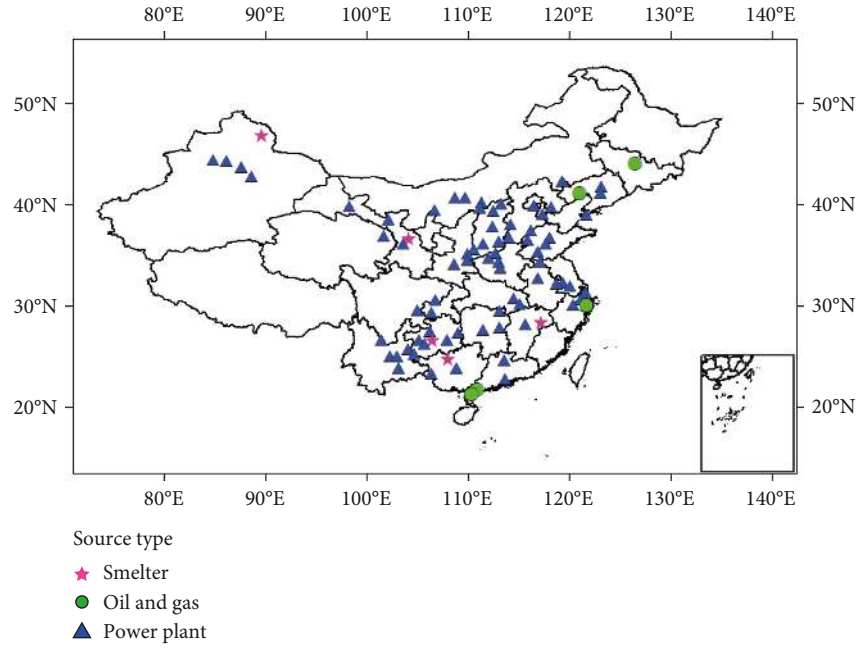 80°E 90°E 100°E 110°E 120°E 130°E 140°E
50°N 50°N
40°N 40°N
30°N 30°N
20°N 20°N
80°E 90°E 100°E 110°E 120°E 130°E 140°E
Source type
Smelter
Oil and gas
Power plant